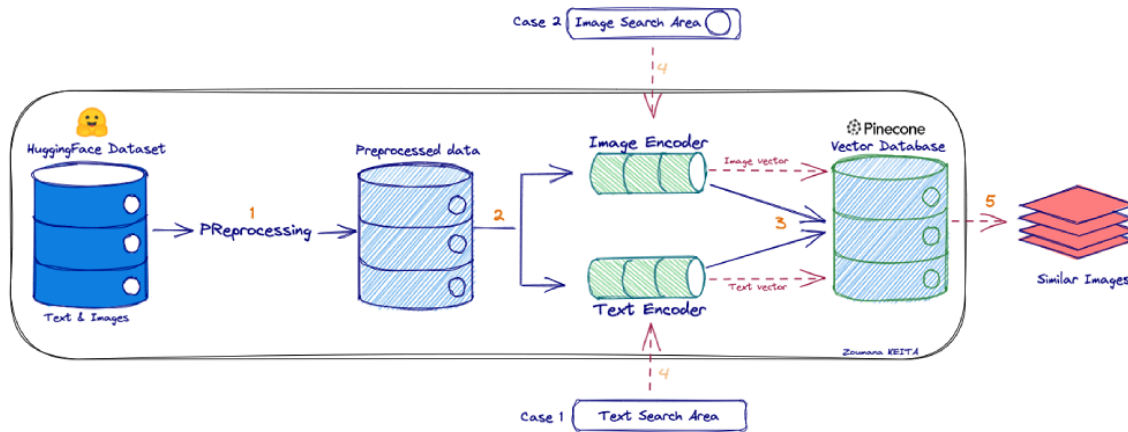 Case 2
Image Search Area
4
HuggingFace Dataset
Text & Images
1
PReprocessing
Preprocessed data
2
Image Encoder
Image vector
3
Text Encoder
Text vector
Pinecone
Vector Database
5
Similar Images
Zoumana KEITA
4
Case 1
Text Search Area